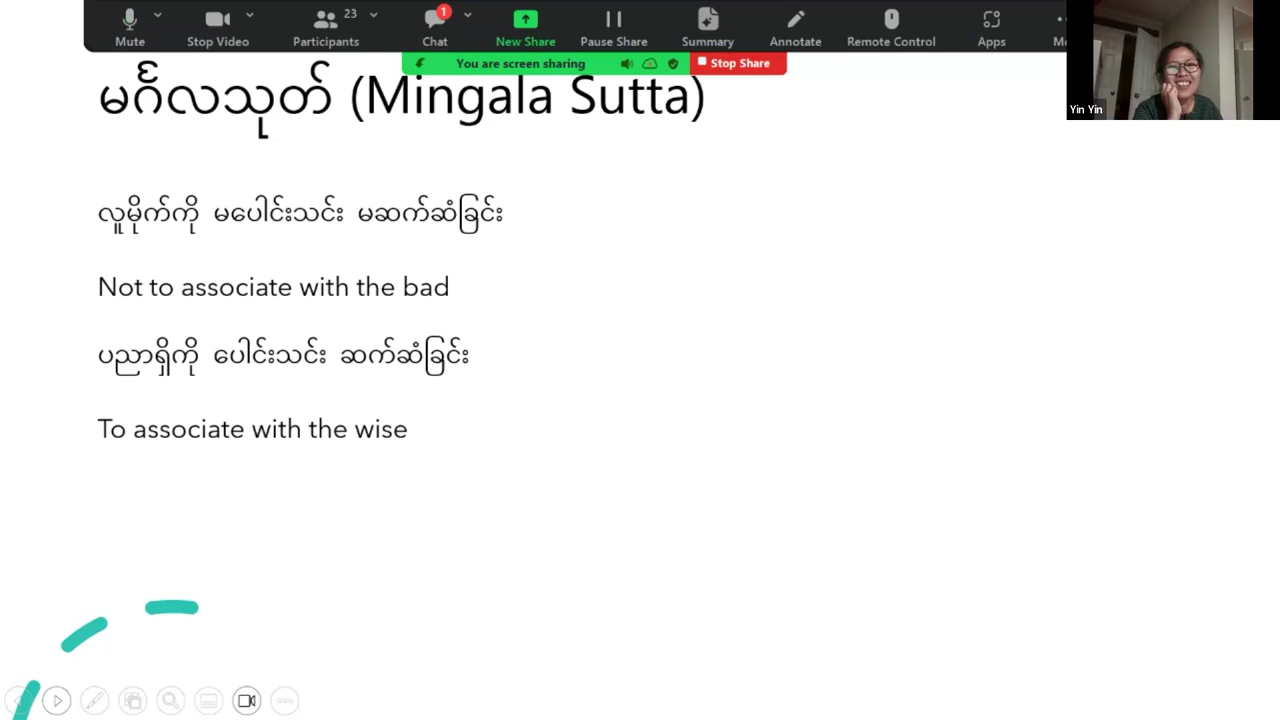 Mute
Stop Video
Participants
23
Chat
1
New Share
Pause Share
Summary
Annotate
Remote Control
Apps
You are screen sharing
Stop Share
Yin Yin
မင်္ဂလသုတ် (Mingala Sutta)
လူမိုက်ကို မပေါင်းသင်း မဆက်ဆံခြင်း
Not to associate with the bad
ပညာရှိကို ပေါင်းသင်း ဆက်ဆံခြင်း
To associate with the wise